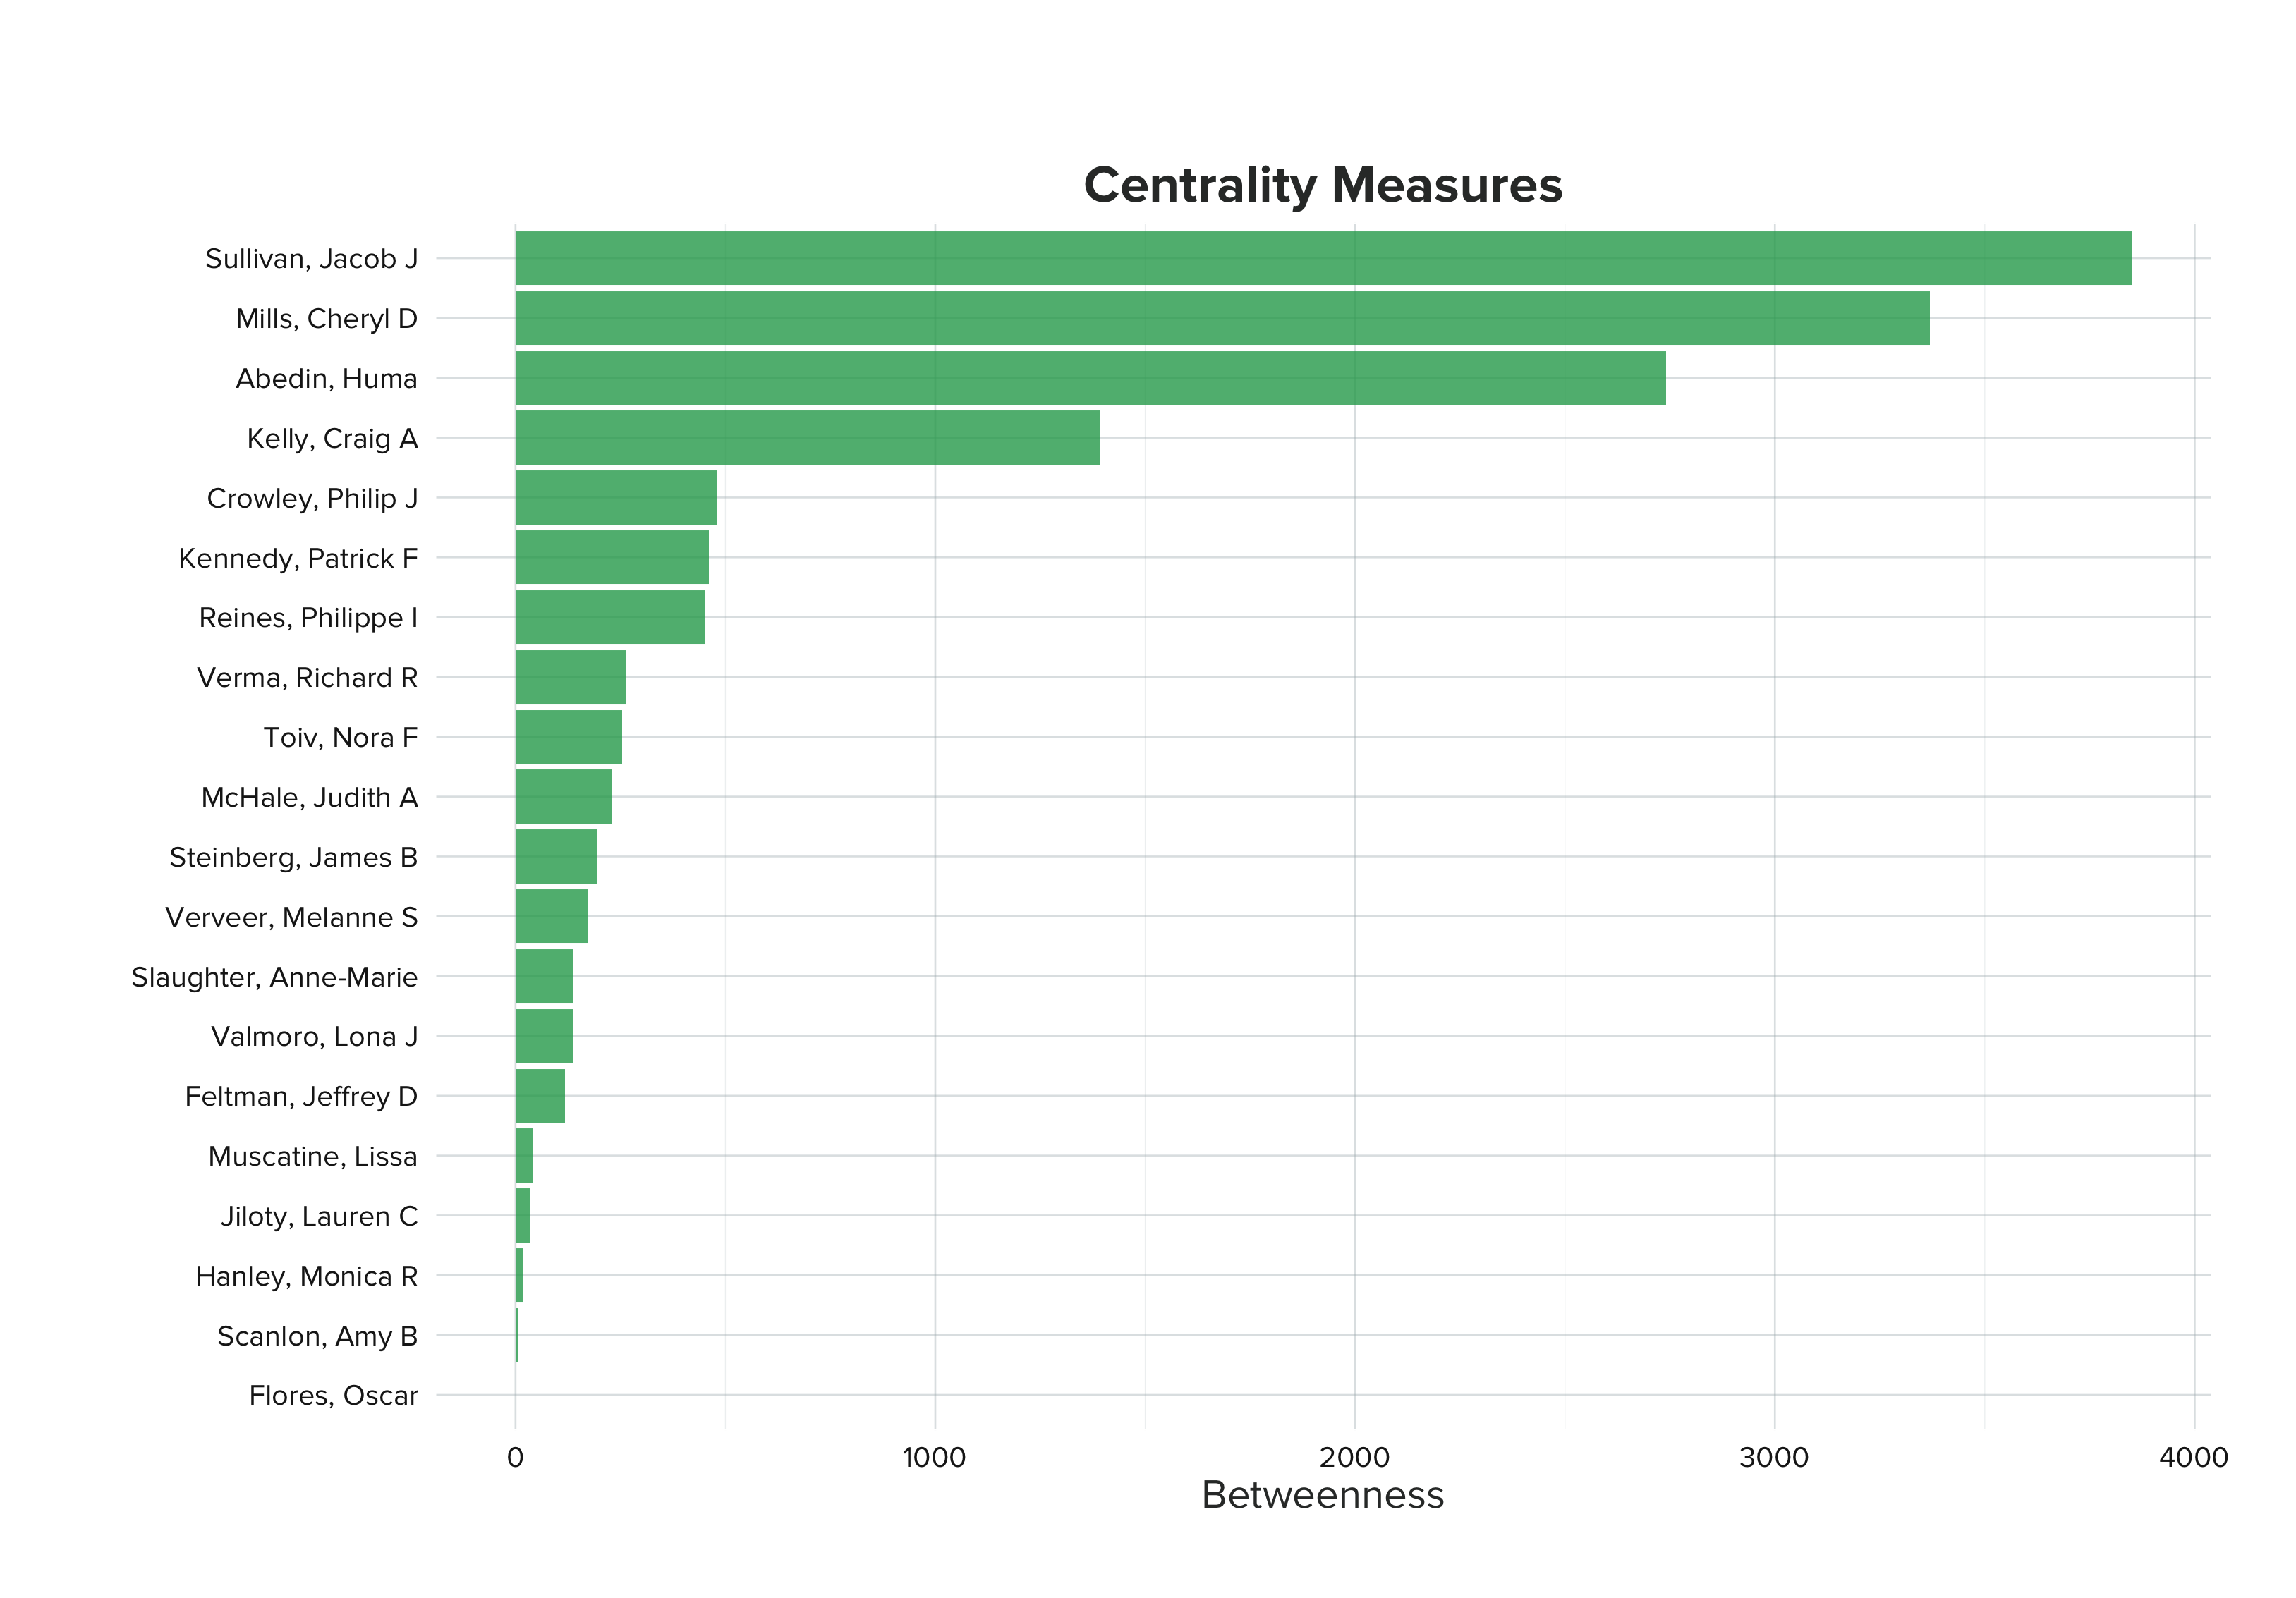 Centrality Measures
Sullivan, Jacob J
Mills, Cheryl D
Abedin, Huma
Kelly, Craig A
Crowley, Philip J
Kennedy, Patrick F
Reines, Philippe I
Verma, Richard R
Toiv, Nora F
McHale, Judith A
Steinberg, James B
Verveer, Melanne S
Slaughter, Anne-Marie
Valmoro, Lona J
Feltman, Jeffrey D
Muscatine, Lissa
Jiloty, Lauren C
Hanley, Monica R
Scanlon, Amy B
Flores, Oscar
0 1000 2000 3000 4000
Betweenness